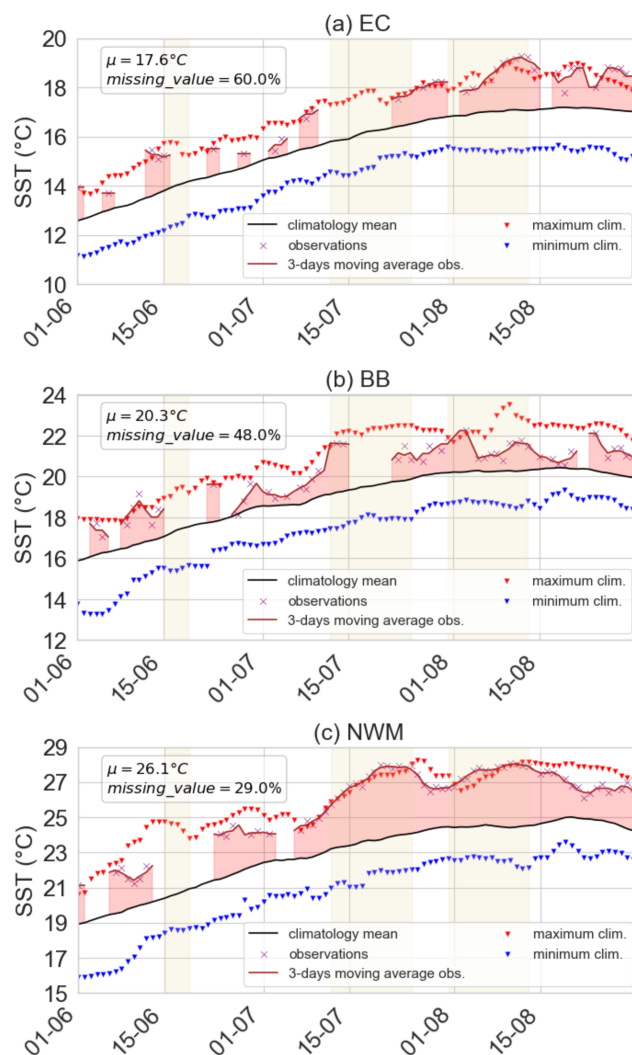 (a) EC
20
18
16
14
12
10
SST (°C)
μ = 17.6°C
missing_value = 60.0%
climatology mean
observations
3-days moving average obs.
maximum clim.
minimum clim.
01-06
15-06
01-07
15-07
01-08
15-08
(b) BB
24
22
20
18
16
14
12
SST (°C)
μ = 20.3°C
missing_value = 48.0%
climatology mean
observations
3-days moving average obs.
maximum clim.
minimum clim.
01-06
15-06
01-07
15-07
01-08
15-08
(c) NWM
29
27
25
23
21
19
17
15
SST (°C)
μ = 26.1°C
missing_value = 29.0%
climatology mean
observations
3-days moving average obs.
maximum clim.
minimum clim.
01-06
15-06
01-07
15-07
01-08
15-08